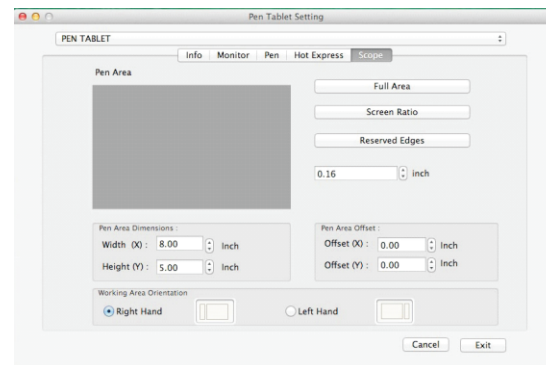 Pen Tablet Setting
PEN TABLET
Info Monitor Pen Hot Express Scope
Pen Area
Full Area
Screen Ratio
Reserved Edges
0.16 inch
Pen Area Dimensions :
Width (X) : 8.00 Inch
Height (Y) : 5.00 Inch
Pen Area Offset :
Offset (X) : 0.00 Inch
Offset (Y) : 0.00 Inch
Working Area Orientation
Right Hand Left Hand
Cancel Exit